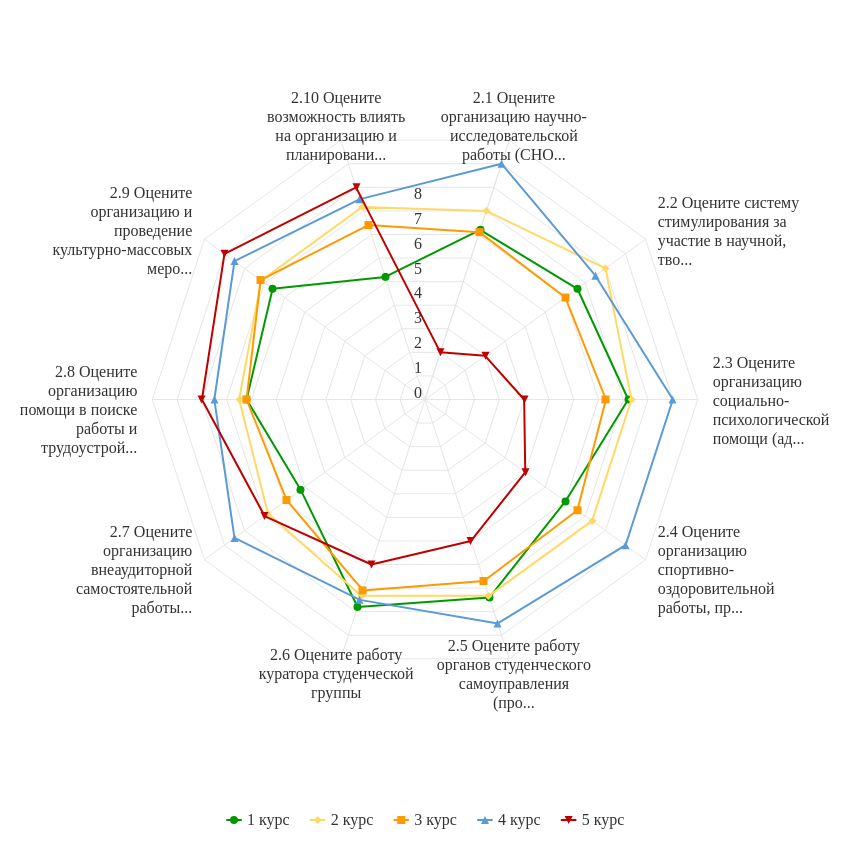 2.10 Оцените
возможность влиять
на организацию и
планировани...
2.1 Оцените
организацию научно-
исследовательской
работы (СНО...
2.9 Оцените
организацию и
проведение
культурно-массовых
меро...
2.2 Оцените систему
стимулирования за
участие в научной,
тво...
8
7
6
5
4
3
2
1
0
2.8 Оцените
организацию
помощи в поиске
работы и
трудоустрой...
2.3 Оцените
организацию
социально-
психологической
помощи (ад...
2.7 Оцените
организацию
внеаудиторной
самостоятельной
работы...
2.4 Оцените
организацию
спортивно-
оздоровительной
работы, пр...
2.6 Оцените работу
куратора студенческой
группы
2.5 Оцените работу
органов студенческого
самоуправления
(про...
1 курс 2 курс 3 курс 4 курс 5 курс